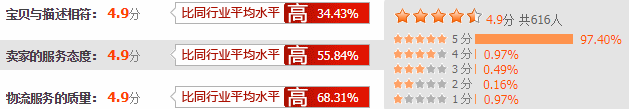 宝贝与描述相符： 4.9分 比同行业平均水平 高 34.43%
卖家的服务态度： 4.9分 比同行业平均水平 高 55.84%
物流服务的质量： 4.9分 比同行业平均水平 高 68.31%
4.9分 共616人
5分 97.40%
4分 0.97%
3分 0.49%
2分 0.16%
1分 0.97%